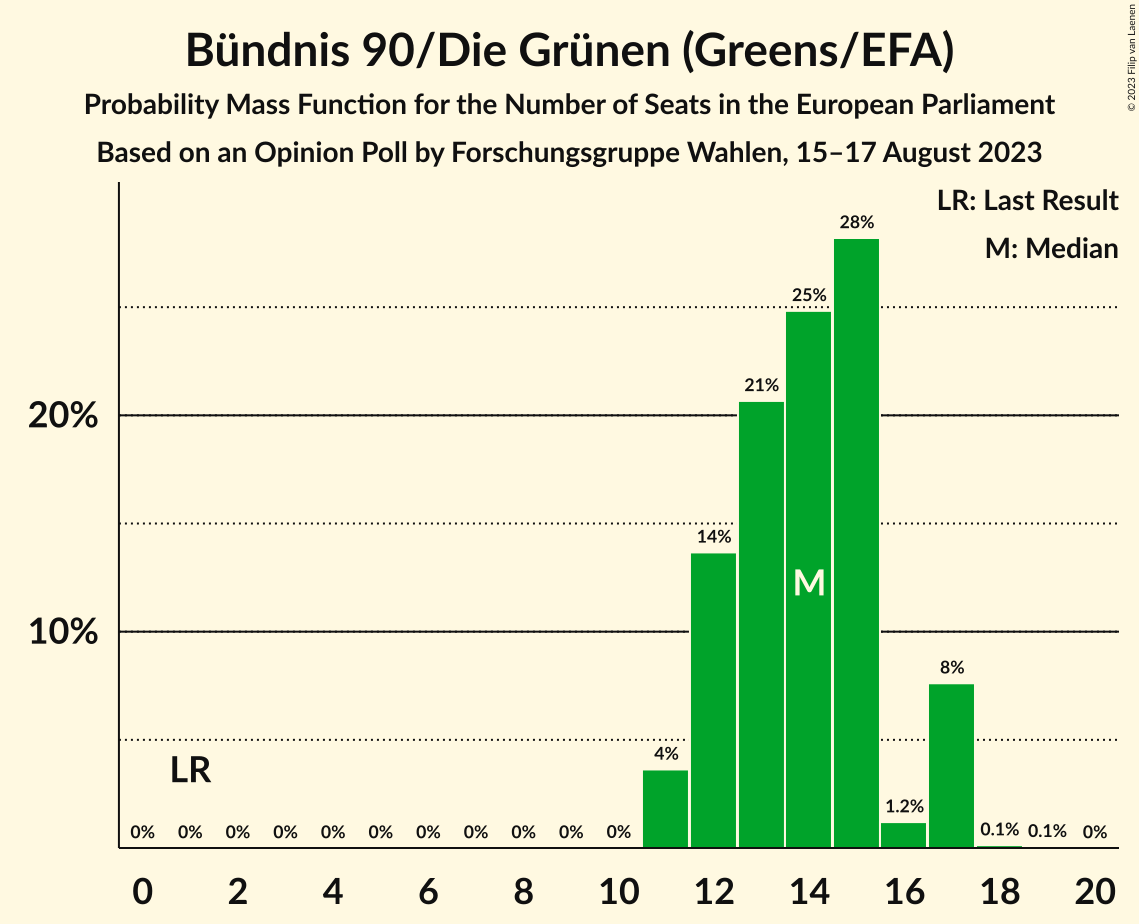 Bündnis 90/Die Grünen (Greens/EFA)
Probability Mass Function for the Number of Seats in the European Parliament
Based on an Opinion Poll by Forschungsgruppe Wahlen, 15–17 August 2023
© 2023 Filip van Laenen
LR: Last Result
M: Median
28%
25%
21%
20%
14%
M
10%
8%
4%
LR
1.2%
0% 0% 0% 0% 0% 0% 0% 0% 0% 0% 0% 0.1% 0.1% 0%
0 2 4 6 8 10 12 14 16 18 20